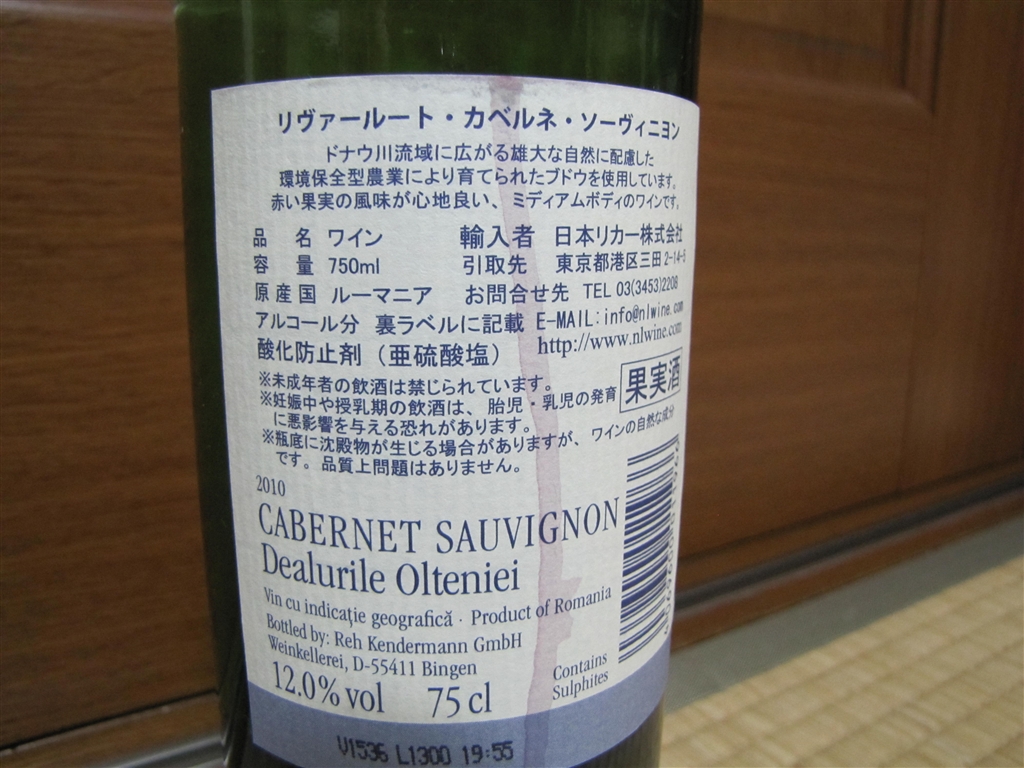 リヴァールート・カベルネ・ソーヴィニヨン
ドナウ川流域に広がる雄大な自然に配慮した
環境保全型農業により育てられたブドウを使用しています。
赤い果実の風味が心地良い、ミディアムボディのワインです。
品 名 ワイン 輸入者 日本リカー株式会社
容 量 750ml 引取先 東京都港区三田 2-14-5
原産国 ルーマニア お問合せ先 TEL 03(3453)2208
アルコール分 裏ラベルに記載 E-MAIL:info@nlwine.com
酸化防止剤(亜硫酸塩) http://www.nlwine.com
※未成年者の飲酒は禁じられています。
※妊娠中や授乳期の飲酒は、胎児・乳児の発育
に悪影響を与える恐れがあります。
果実酒
※瓶底に沈殿物が生じる場合がありますが、ワインの自然な成分
です。品質上問題はありません。
2010
CABERNET SAUVIGNON
Dealurile Olteniei
Vin cu indicaţie geografică · Product of Romania
Bottled by: Reh Kendermann GmbH
Weinkellerei, D-55411 Bingen
12.0% vol 75 cl
Contains
Sulphites
V1536 L1300 19:55